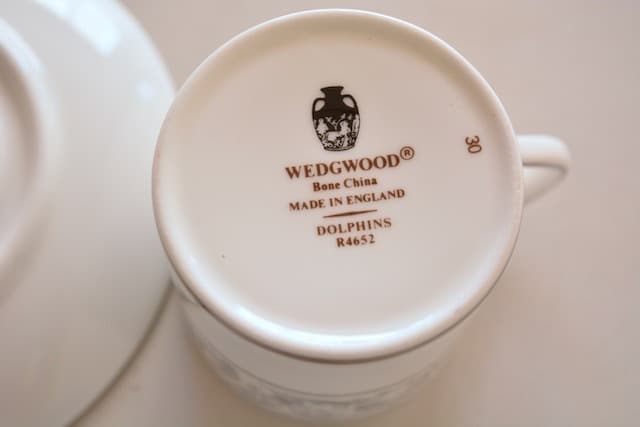 WEDGWOOD®
Bone China
MADE IN ENGLAND
DOLPHINS
R4652
30